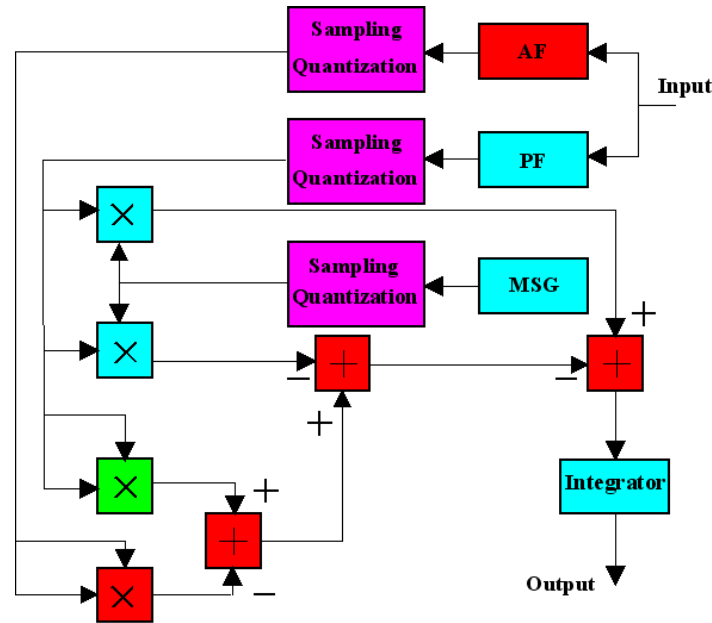 Sampling
Quantization
AF
Input
Sampling
Quantization
PF
×
Sampling
Quantization
MSG
+
×
−
+
−
+
+
×
+
Integrator
+
×
−
Output